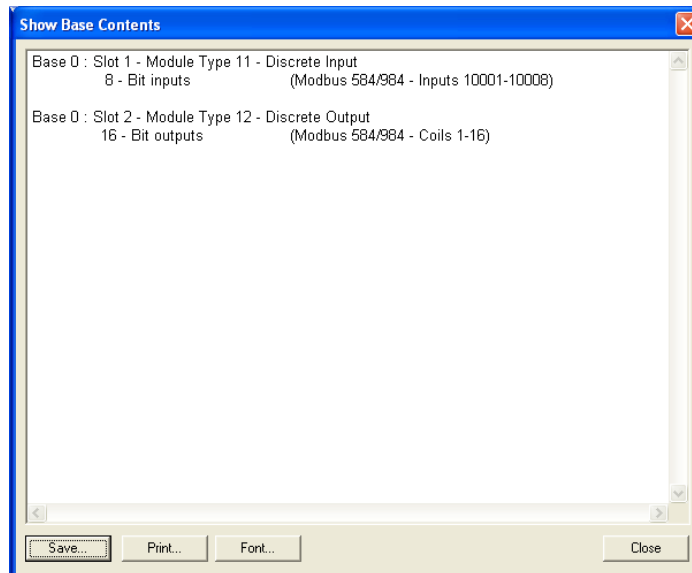 Show Base Contents
Base 0 : Slot 1 - Module Type 11 - Discrete Input
8 - Bit inputs (Modbus 584/984 - Inputs 10001-10008)
Base 0 : Slot 2 - Module Type 12 - Discrete Output
16 - Bit outputs (Modbus 584/984 - Coils 1-16)
Save... Print... Font... Close